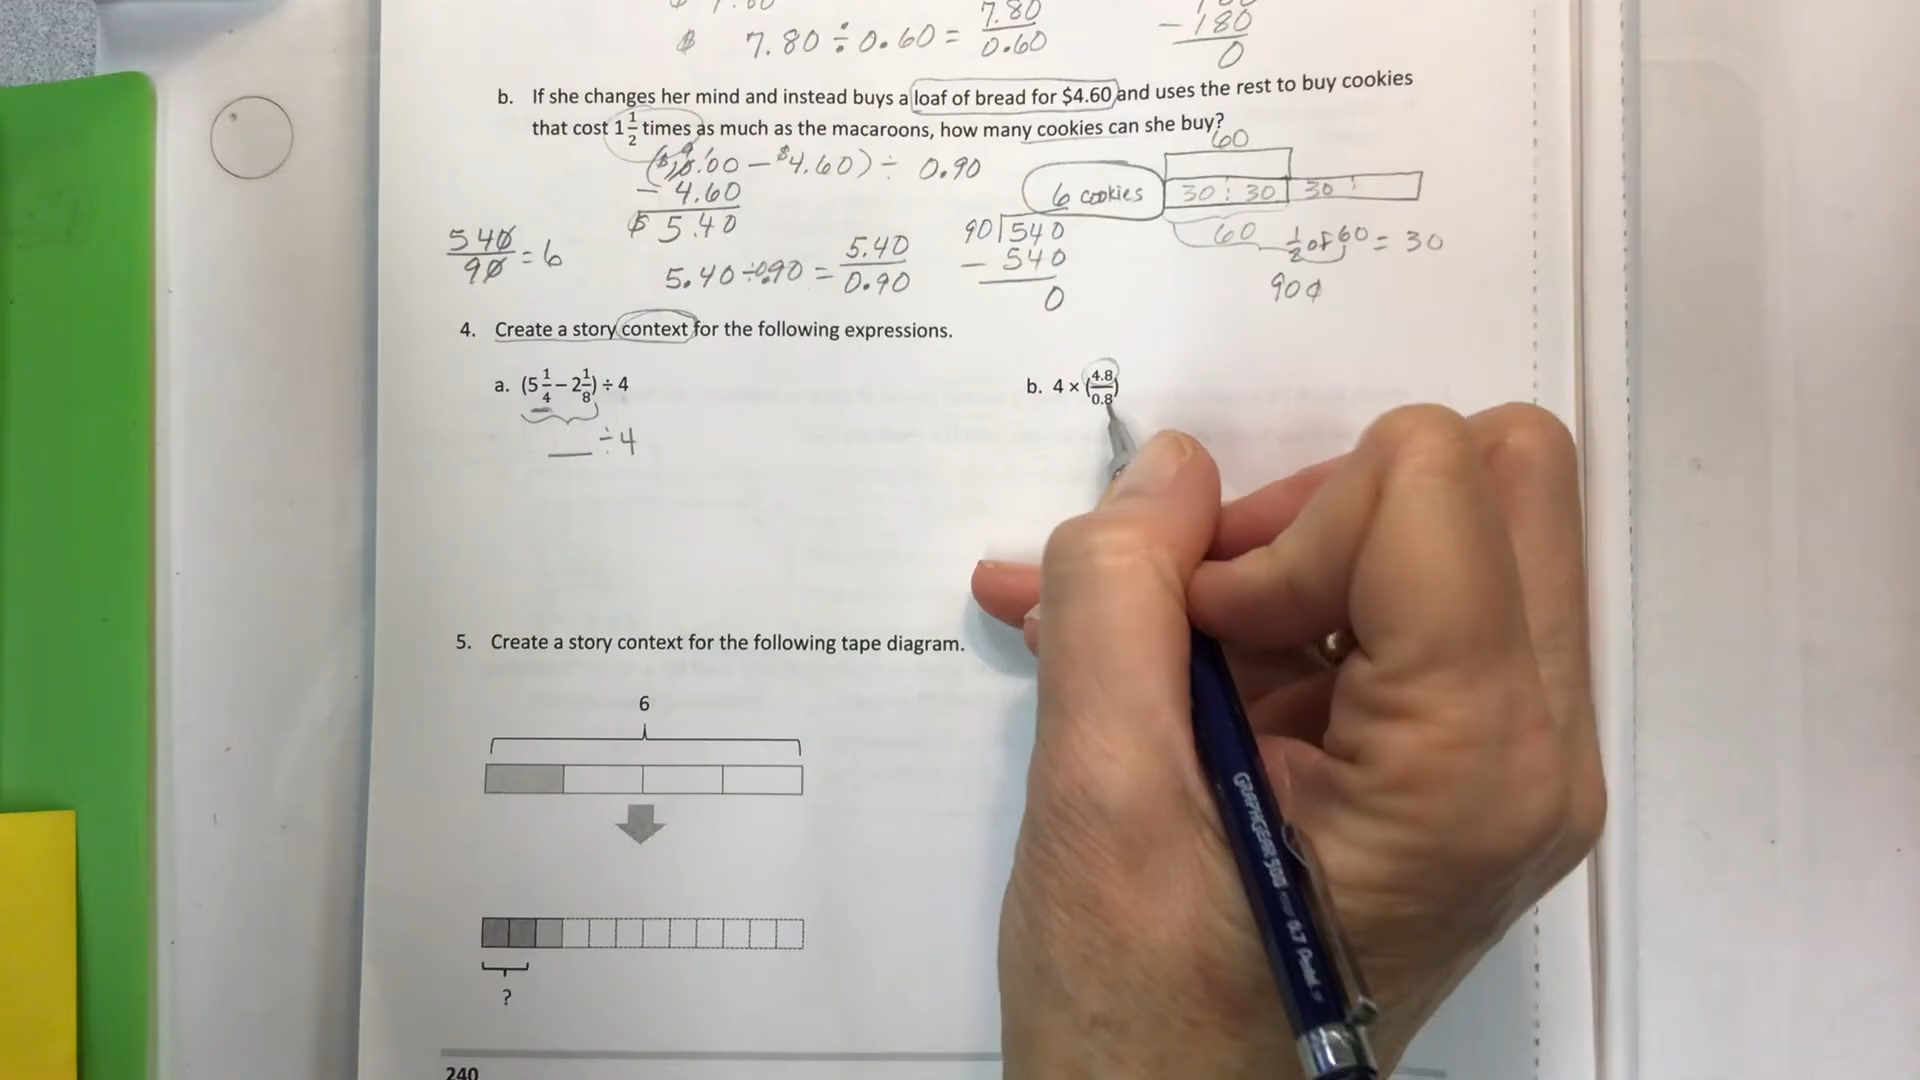 7.80 ÷ 0.60 = 7.80/0.60
- 180
0
b. If she changes her mind and instead buys a loaf of bread for $4.60 and uses the rest to buy cookies
that cost 1 1/2 times as much as the macaroons, how many cookies can she buy?
60
.00 - $4.60) ÷ 0.90
- 4.60
$ 5.40
6 cookies
30 30 30
60
1/2 of 60 = 30
90¢
540/90 = 6
5.40 ÷ 0.90 = 5.40/0.90
90 540
- 540
0
4. Create a story context for the following expressions.
a. (5 1/4 − 2 1/8) ÷ 4
b. 4 × (4.8/0.8)
__ ÷ 4
5. Create a story context for the following tape diagram.
6
?
GRAPHGEAR 500
0.7
240